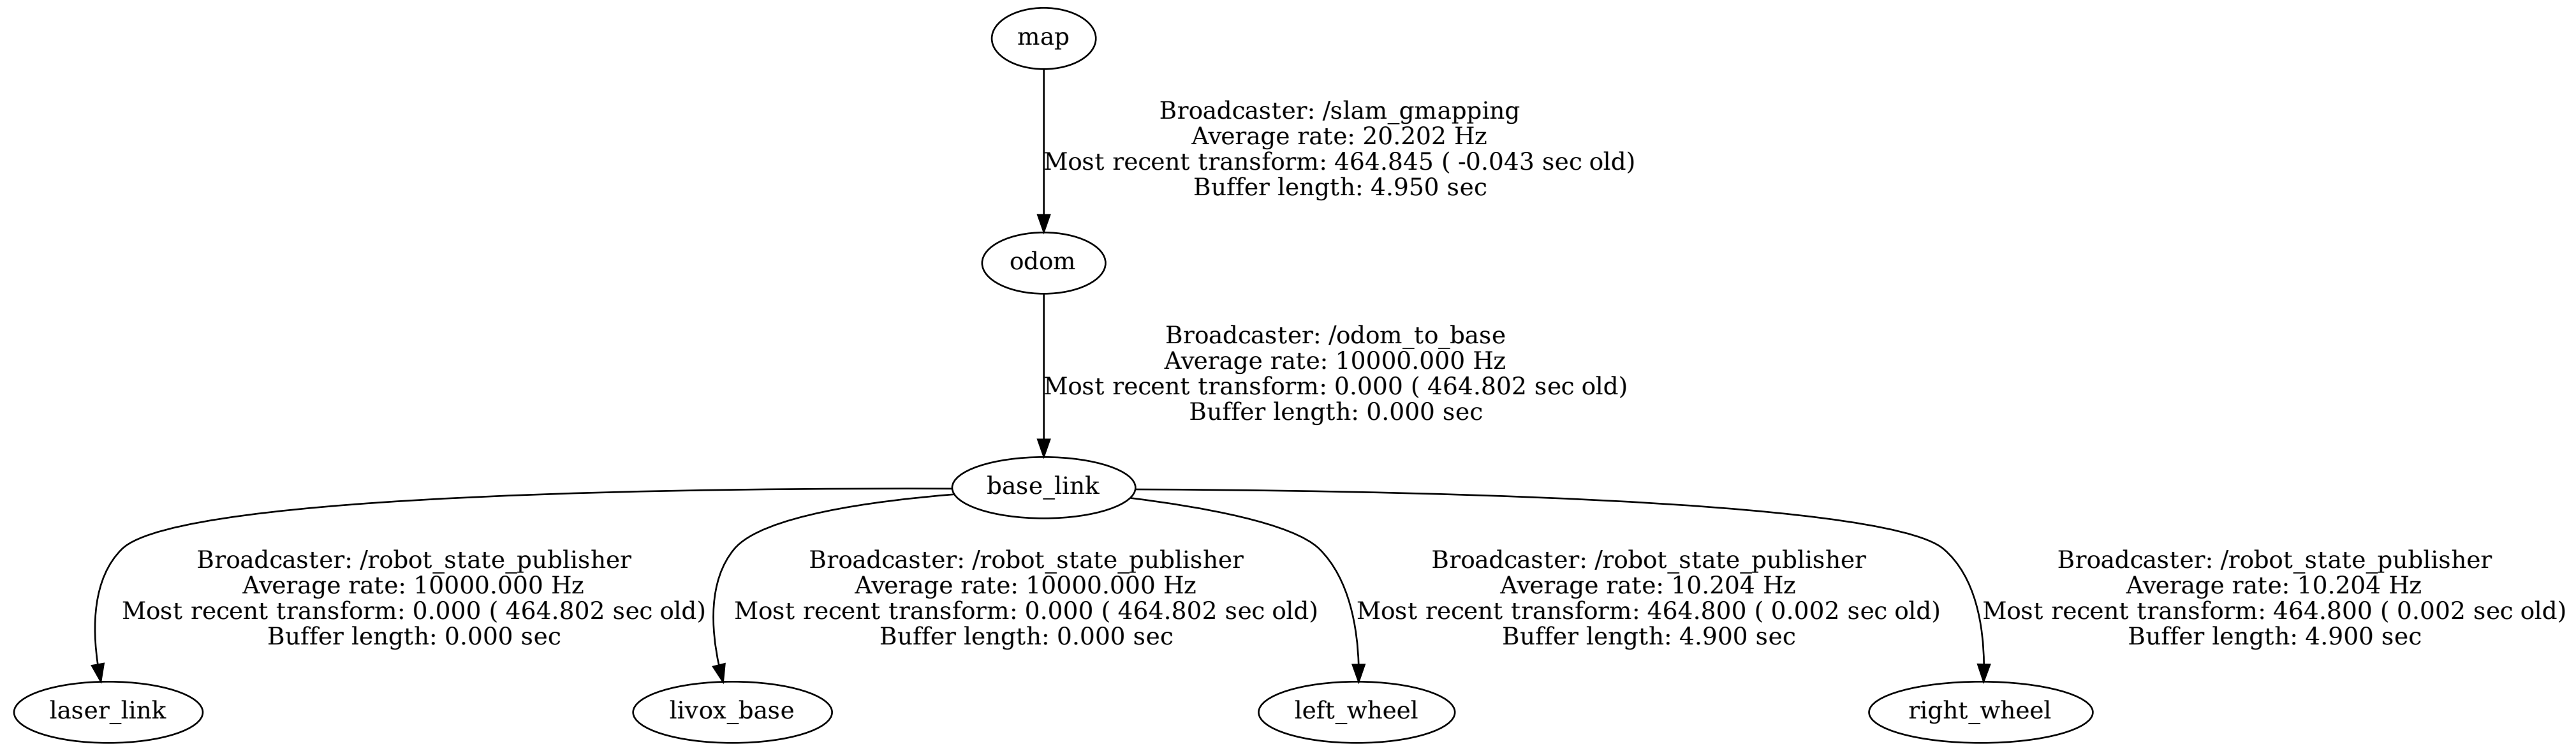 map
Broadcaster: /slam_gmapping
Average rate: 20.202 Hz
Most recent transform: 464.845 ( -0.043 sec old)
Buffer length: 4.950 sec
odom
Broadcaster: /odom_to_base
Average rate: 10000.000 Hz
Most recent transform: 0.000 ( 464.802 sec old)
Buffer length: 0.000 sec
base_link
Broadcaster: /robot_state_publisher
Average rate: 10000.000 Hz
Most recent transform: 0.000 ( 464.802 sec old)
Buffer length: 0.000 sec
Broadcaster: /robot_state_publisher
Average rate: 10000.000 Hz
Most recent transform: 0.000 ( 464.802 sec old)
Buffer length: 0.000 sec
Broadcaster: /robot_state_publisher
Average rate: 10.204 Hz
Most recent transform: 464.800 ( 0.002 sec old)
Buffer length: 4.900 sec
Broadcaster: /robot_state_publisher
Average rate: 10.204 Hz
Most recent transform: 464.800 ( 0.002 sec old)
Buffer length: 4.900 sec
laser_link
livox_base
left_wheel
right_wheel